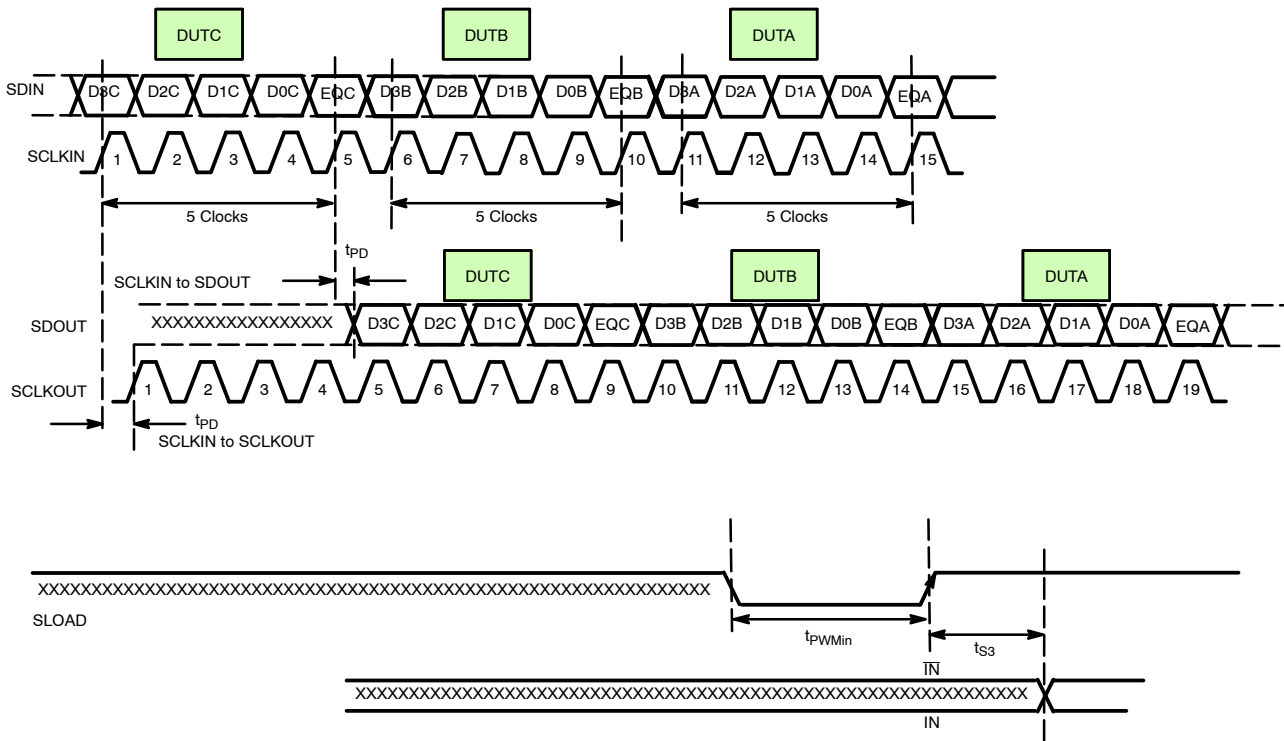 DUTC DUTB DUTA
SDIN D3C D2C D1C D0C EQC D3B D2B D1B D0B EQB D3A D2A D1A D0A EQA
SCLKIN 1 2 3 4 5 6 7 8 9 10 11 12 13 14 15
5 Clocks 5 Clocks 5 Clocks
tPD
SCLKIN to SDOUT DUTC DUTB DUTA
SDOUT XXXXXXXXXXXXXXXXX D3C D2C D1C D0C EQC D3B D2B D1B D0B EQB D3A D2A D1A D0A EQA
SCLKOUT 1 2 3 4 5 6 7 8 9 10 11 12 13 14 15 16 17 18 19
tPD
SCLKIN to SCLKOUT
XXXXXXXXXXXXXXXXXXXXXXXXXXXXXXXXXXXXXXXXXXXXXXXXXXXXXXXXXXXXXXX
SLOAD
tPWMin
tS3
IN
XXXXXXXXXXXXXXXXXXXXXXXXXXXXXXXXXXXXXXXXXXXXXXXXXXXXXXXXXXXXXXX
IN